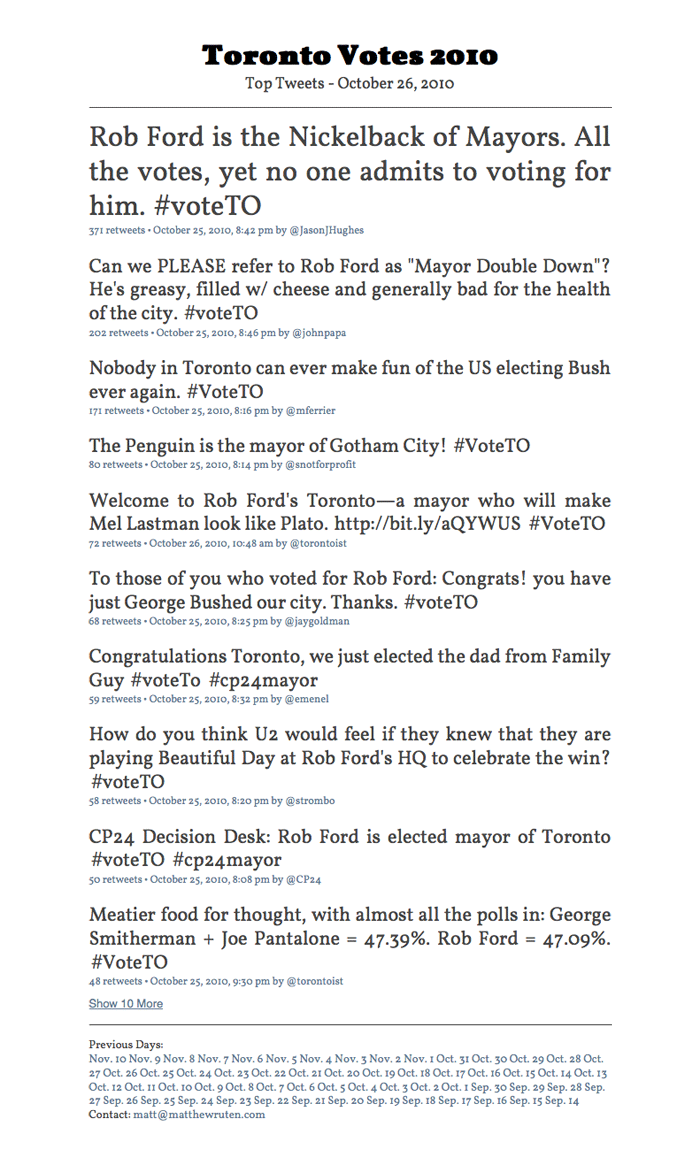 Toronto Votes 2010
Top Tweets - October 26, 2010
Rob Ford is the Nickelback of Mayors. All
the votes, yet no one admits to voting for
him. #voteTO
371 retweets • October 25, 2010, 8:42 pm by @JasonJHughes
Can we PLEASE refer to Rob Ford as "Mayor Double Down"?
He's greasy, filled w/ cheese and generally bad for the health
of the city. #voteTO
202 retweets • October 25, 2010, 8:46 pm by @johnpapa
Nobody in Toronto can ever make fun of the US electing Bush
ever again. #VoteTO
171 retweets • October 25, 2010, 8:16 pm by @mferrier
The Penguin is the mayor of Gotham City! #VoteTO
80 retweets • October 25, 2010, 8:14 pm by @snotforprofit
Welcome to Rob Ford's Toronto—a mayor who will make
Mel Lastman look like Plato. http://bit.ly/aQYWUS #VoteTO
72 retweets • October 26, 2010, 10:48 am by @torontoist
To those of you who voted for Rob Ford: Congrats! you have
just George Bushed our city. Thanks. #voteTO
68 retweets • October 25, 2010, 8:25 pm by @jaygoldman
Congratulations Toronto, we just elected the dad from Family
Guy #voteTo #cp24mayor
59 retweets • October 25, 2010, 8:32 pm by @emenel
How do you think U2 would feel if they knew that they are
playing Beautiful Day at Rob Ford's HQ to celebrate the win?
#voteTO
58 retweets • October 25, 2010, 8:20 pm by @strombo
CP24 Decision Desk: Rob Ford is elected mayor of Toronto
#voteTO #cp24mayor
50 retweets • October 25, 2010, 8:08 pm by @CP24
Meatier food for thought, with almost all the polls in: George
Smitherman + Joe Pantalone = 47.39%. Rob Ford = 47.09%.
#VoteTO
48 retweets • October 25, 2010, 9:30 pm by @torontoist
Show 10 More
Previous Days:
Nov. 10 Nov. 9 Nov. 8 Nov. 7 Nov. 6 Nov. 5 Nov. 4 Nov. 3 Nov. 2 Nov. 1 Oct. 31 Oct. 30 Oct. 29 Oct. 28 Oct.
27 Oct. 26 Oct. 25 Oct. 24 Oct. 23 Oct. 22 Oct. 21 Oct. 20 Oct. 19 Oct. 18 Oct. 17 Oct. 16 Oct. 15 Oct. 14 Oct. 13
Oct. 12 Oct. 11 Oct. 10 Oct. 9 Oct. 8 Oct. 7 Oct. 6 Oct. 5 Oct. 4 Oct. 3 Oct. 2 Oct. 1 Sep. 30 Sep. 29 Sep. 28 Sep.
27 Sep. 26 Sep. 25 Sep. 24 Sep. 23 Sep. 22 Sep. 21 Sep. 20 Sep. 19 Sep. 18 Sep. 17 Sep. 16 Sep. 15 Sep. 14
Contact: matt@matthewruten.com